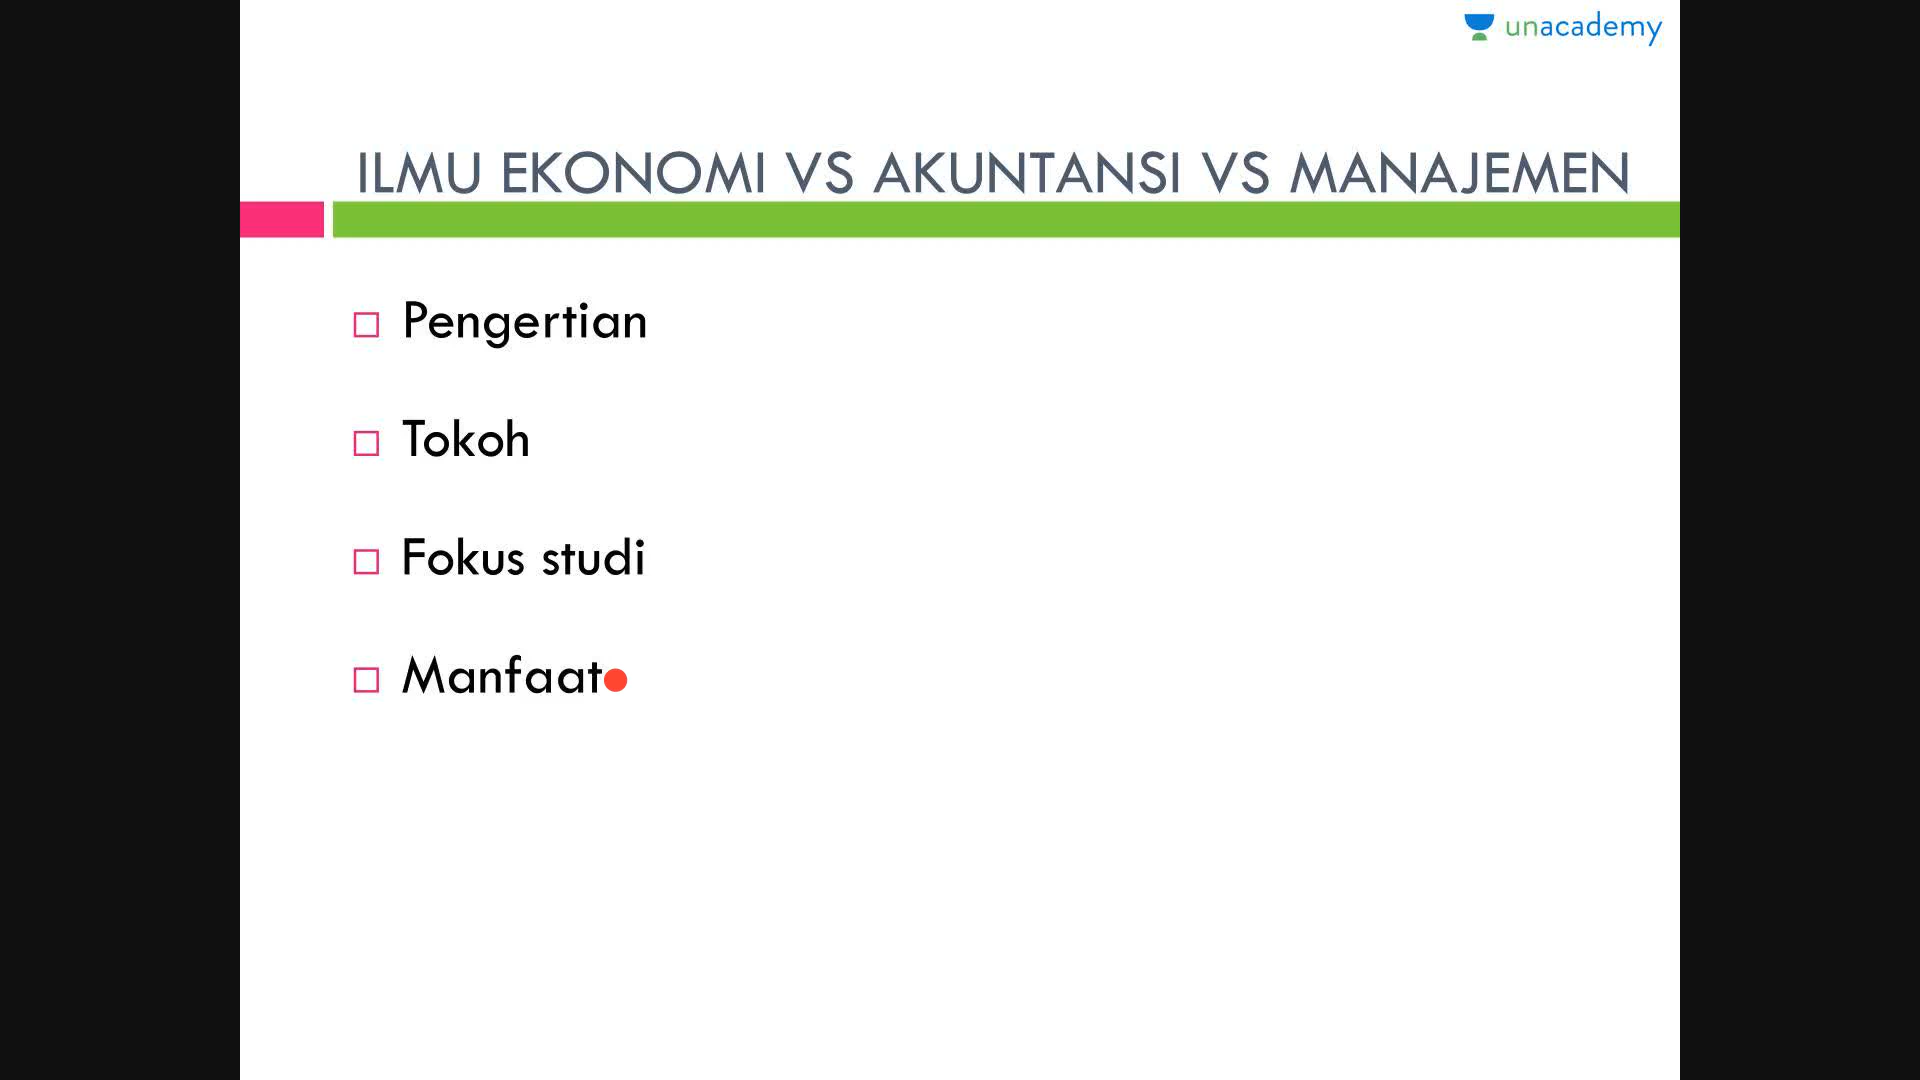 unacademy
ILMU EKONOMI VS AKUNTANSI VS MANAJEMEN
Pengertian
Tokoh
Fokus studi
Manfaat